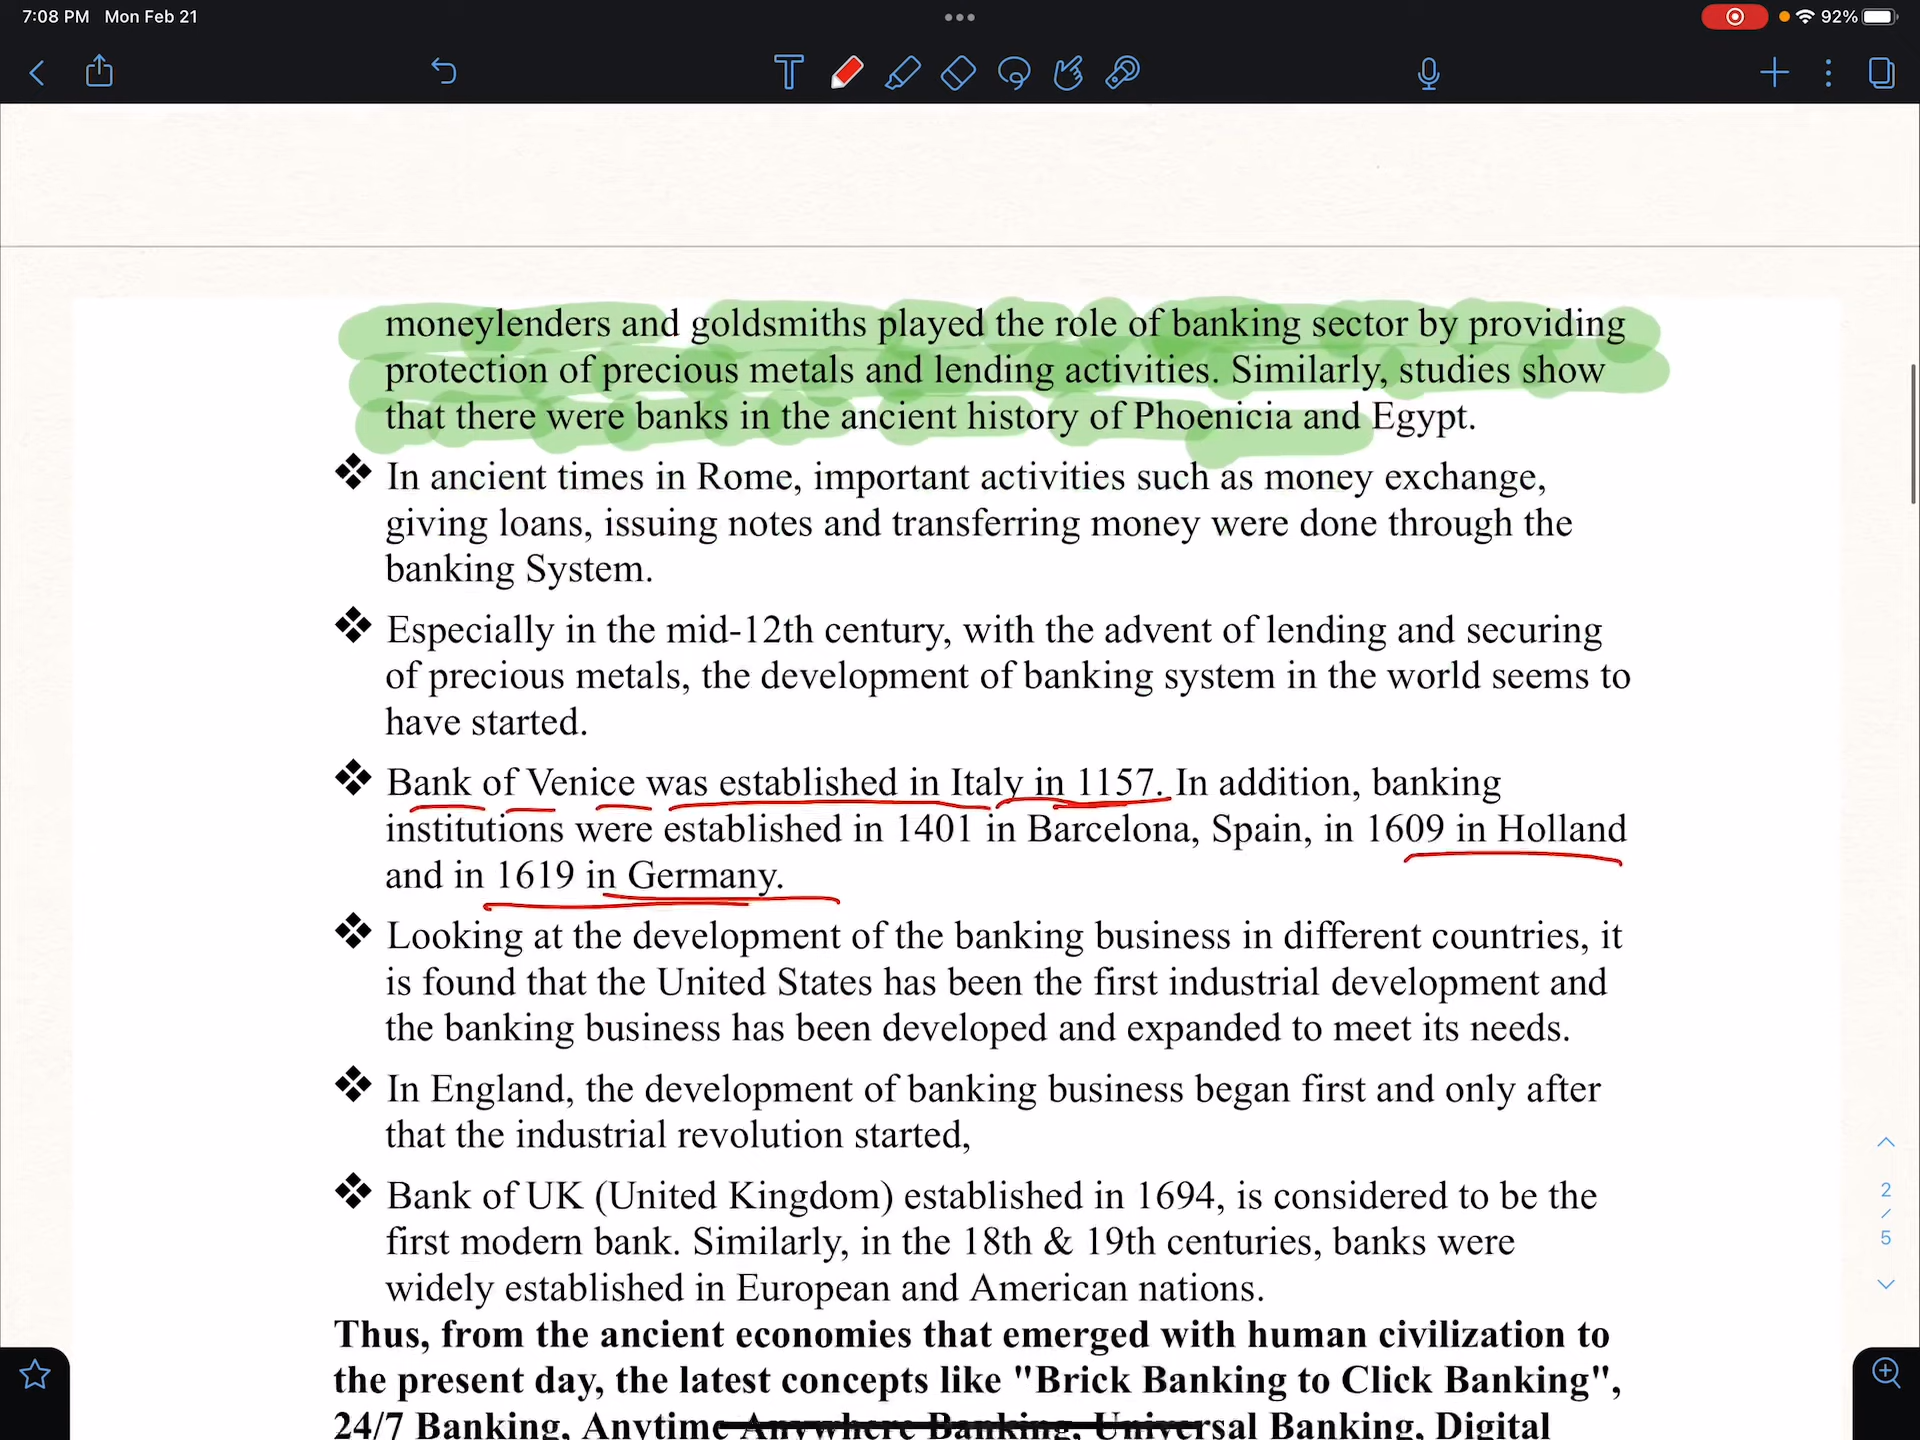 7:08 PM Mon Feb 21
92%
moneylenders and goldsmiths played the role of banking sector by providing
protection of precious metals and lending activities. Similarly, studies show
that there were banks in the ancient history of Phoenicia and Egypt.
❖ In ancient times in Rome, important activities such as money exchange,
giving loans, issuing notes and transferring money were done through the
banking System.
❖ Especially in the mid-12th century, with the advent of lending and securing
of precious metals, the development of banking system in the world seems to
have started.
❖ Bank of Venice was established in Italy in 1157. In addition, banking
institutions were established in 1401 in Barcelona, Spain, in 1609 in Holland
and in 1619 in Germany.
❖ Looking at the development of the banking business in different countries, it
is found that the United States has been the first industrial development and
the banking business has been developed and expanded to meet its needs.
❖ In England, the development of banking business began first and only after
that the industrial revolution started,
❖ Bank of UK (United Kingdom) established in 1694, is considered to be the
first modern bank. Similarly, in the 18th & 19th centuries, banks were
widely established in European and American nations.
Thus, from the ancient economies that emerged with human civilization to
the present day, the latest concepts like "Brick Banking to Click Banking",
24/7 Banking, Anytime Anywhere Banking, Universal Banking, Digital
2
/
5